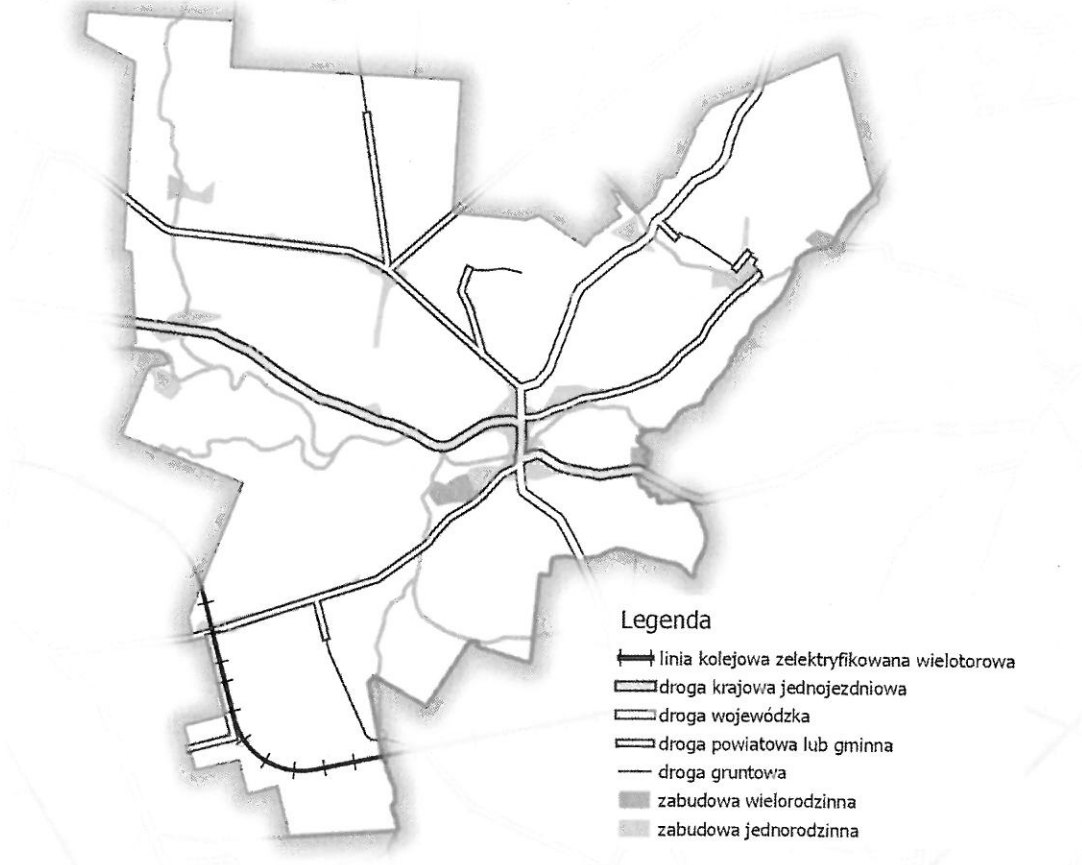 Legenda
linia kolejowa zelektryfikowana wielotorowa
droga krajowa jednojezdniowa
droga wojewódzka
droga powiatowa lub gminna
droga gruntowa
zabudowa wielorodzinna
zabudowa jednorodzinna